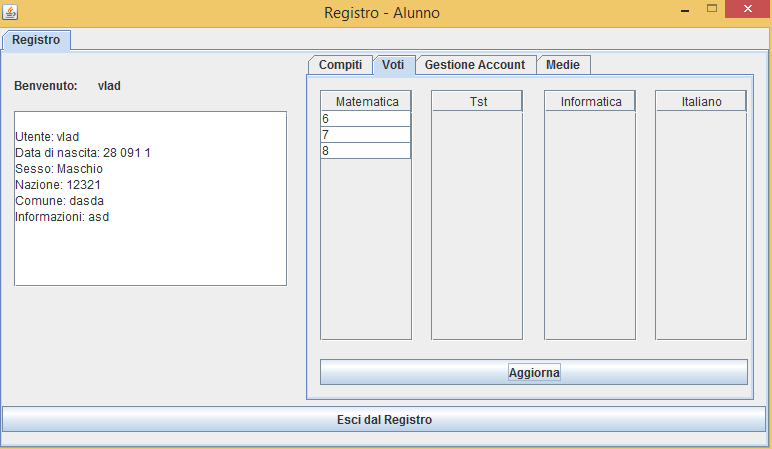 Registro - Alunno
Registro
Benvenuto: vlad
Utente: vlad
Data di nascita: 28 091 1
Sesso: Maschio
Nazione: 12321
Comune: dasda
Informazioni: asd
Compiti Voti Gestione Account Medie
Matematica Tst Informatica Italiano
6
7
8
Aggiorna
Esci dal Registro